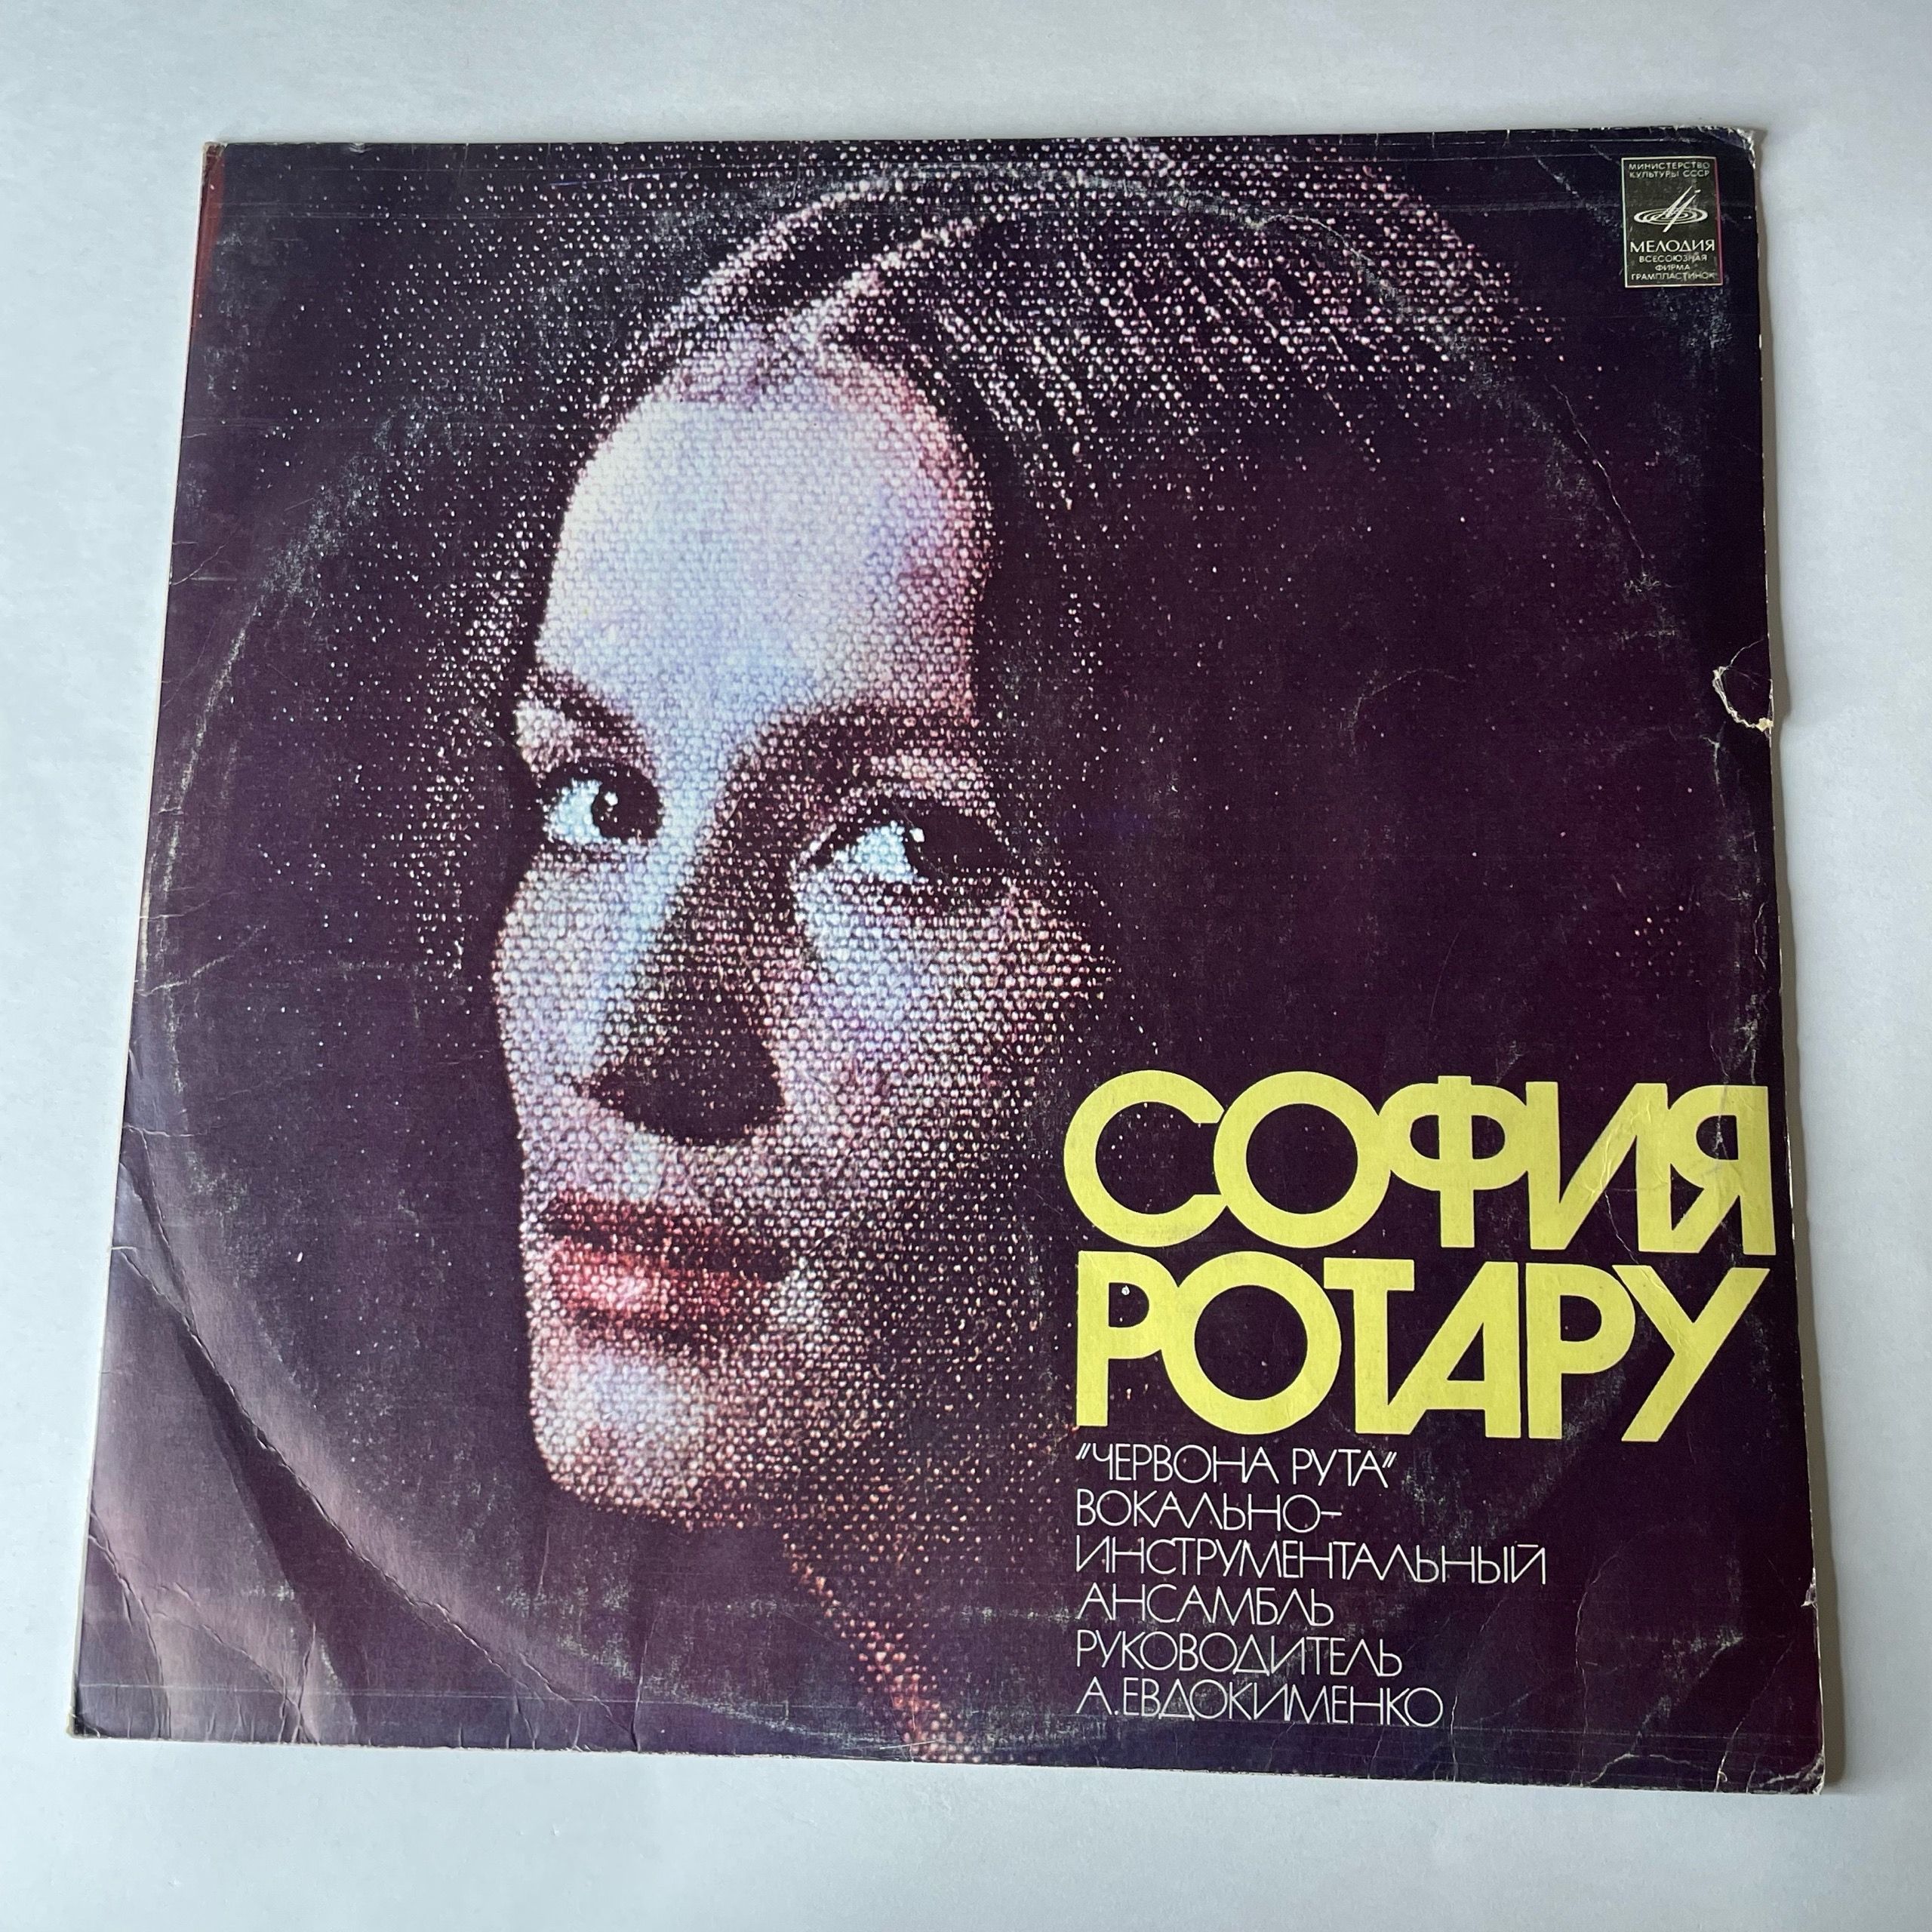 МИНИСТЕРСТВО
КУЛЬТУРЫ СССР
МЕЛОДИЯ
ВСЕСОЮЗНАЯ
ФИРМА
ГРАМПЛАСТИНОК
СОФИЯ
РОТАРУ
"ЧЕРВОНА РУТА"
ВОКАЛЬНО-
ИНСТРУМЕНТАЛЬНЫЙ
АНСАМБЛЬ
РУКОВОДИТЕЛЬ
А.ЕВДОКИМЕНКО